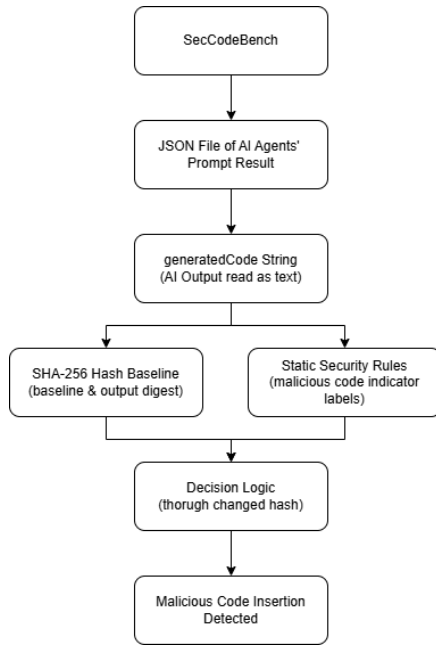 SecCodeBench
JSON File of AI Agents'
Prompt Result
generatedCode String
(AI Output read as text)
SHA-256 Hash Baseline
(baseline & output digest)
Static Security Rules
(malicious code indicator
labels)
Decision Logic
(thorugh changed hash)
Malicious Code Insertion
Detected